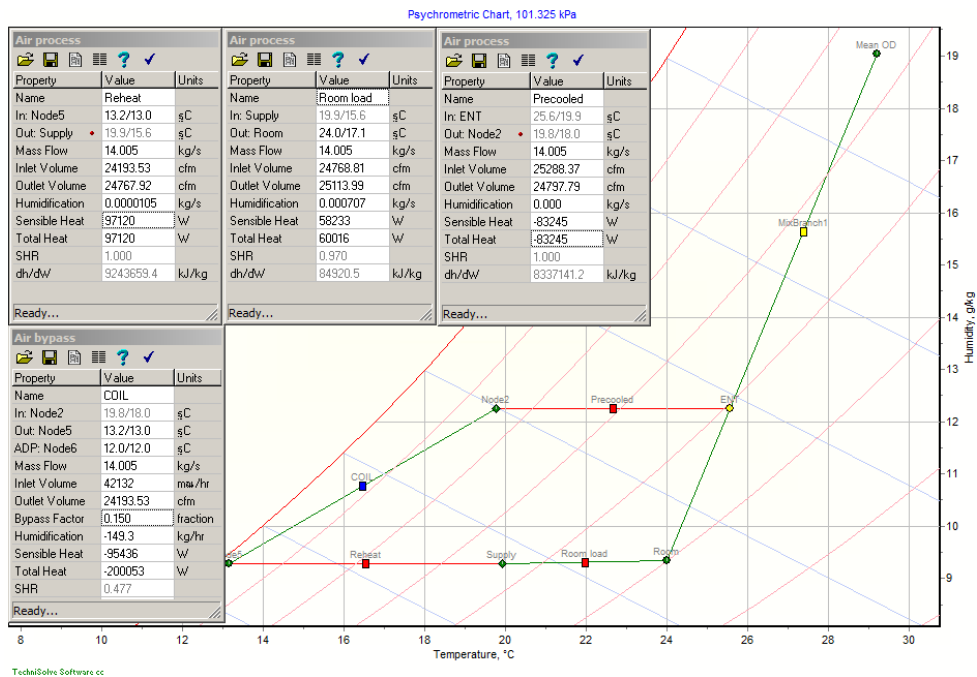 Psychrometric Chart, 101.325 kPa
Air process
Property Value Units
Name Reheat
In: Node5 13.2/13.0 şC
Out: Supply 19.9/15.6 şC
Mass Flow 14.005 kg/s
Inlet Volume 24193.53 cfm
Outlet Volume 24767.92 cfm
Humidification 0.0000105 kg/s
Sensible Heat 97120 W
Total Heat 97120 W
SHR 1.000
dh/dW 9243659.4 kJ/kg
Ready...
Air process
Property Value Units
Name Room load
In: Supply 19.9/15.6 şC
Out: Room 24.0/17.1 şC
Mass Flow 14.005 kg/s
Inlet Volume 24768.81 cfm
Outlet Volume 25113.99 cfm
Humidification 0.000707 kg/s
Sensible Heat 58233 W
Total Heat 60016 W
SHR 0.970
dh/dW 84920.5 kJ/kg
Ready...
Air process
Property Value Units
Name Precooled
In: ENT 25.6/19.9 şC
Out: Node2 19.8/18.0 şC
Mass Flow 14.005 kg/s
Inlet Volume 25288.37 cfm
Outlet Volume 24797.79 cfm
Humidification 0.000 kg/s
Sensible Heat -83245 W
Total Heat -83245 W
SHR 1.000
dh/dW 8337141.2 kJ/kg
Ready...
Air bypass
Property Value Units
Name COIL
In: Node2 19.8/18.0 şC
Out: Node5 13.2/13.0 şC
ADP: Node6 12.0/12.0 şC
Mass Flow 14.005 kg/s
Inlet Volume 42132
Outlet Volume 24193.53 cfm
Bypass Factor 0.150 fraction
Humidification -149.3 kg/hr
Sensible Heat -95436 W
Total Heat -200053 W
SHR 0.477
Ready...
Mean OD
MixBranch1
Node2 Precooled ENT
COIL
Reheat Supply Room load Room
19
18
17
16
15
14
13
12
11
10
9
Humidity, g/kg
8 10 12 14 16 18 20 22 24 26 28 30
Temperature, °C
TechniSolve Software cc